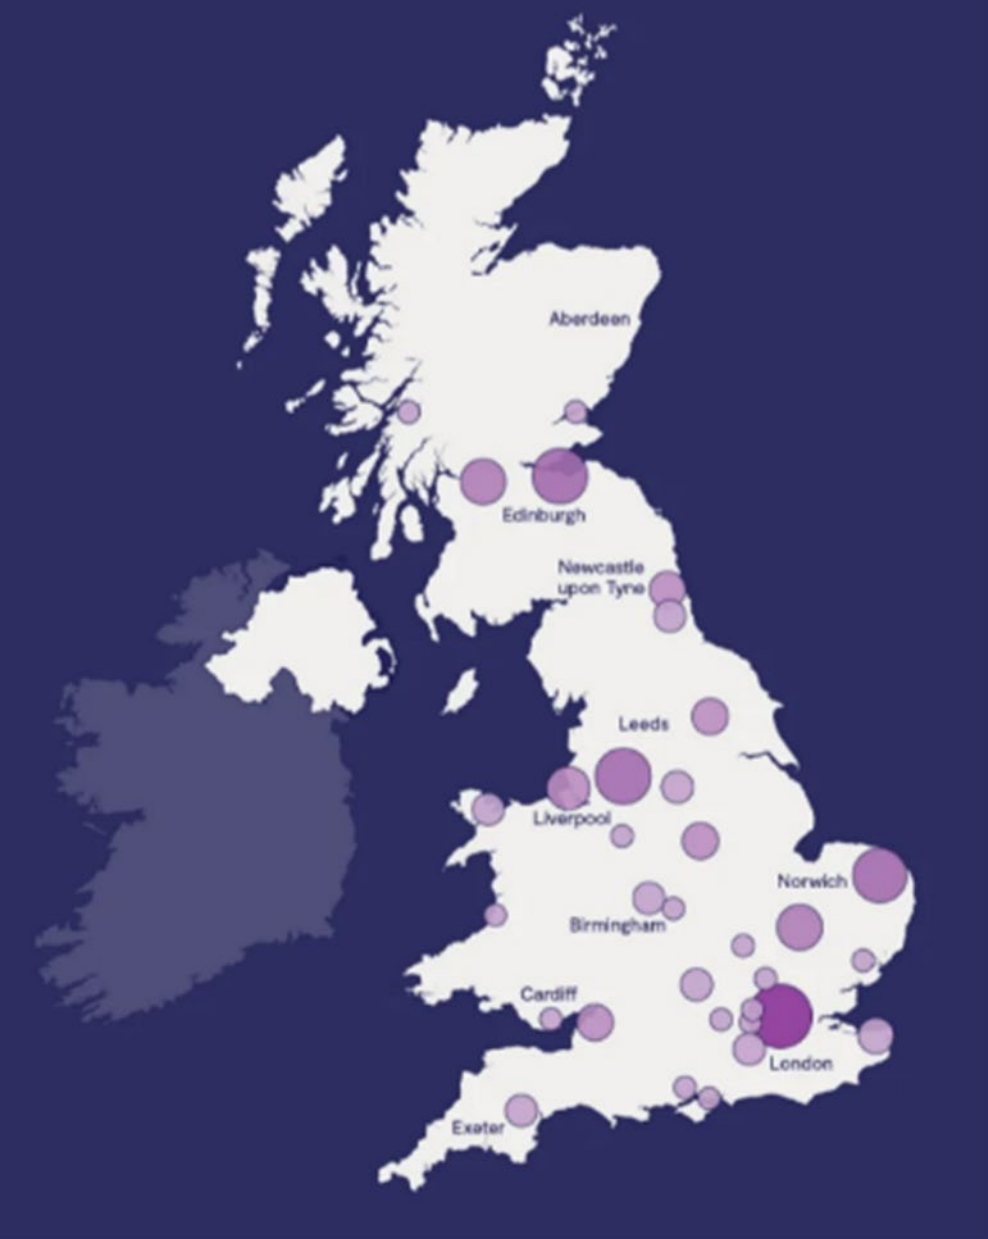 Aberdeen
Edinburgh
Newcastle
upon Tyne
Leeds
Liverpool
Norwich
Birmingham
Cardiff
London
Exeter